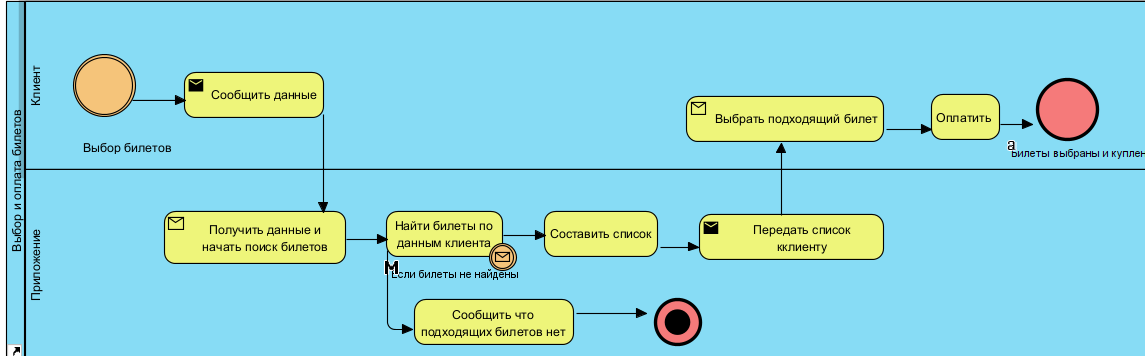 Выбор и оплата билетов
Клиент
Сообщить данные
Выбор билетов
Выбрать подходящий билет
Оплатить
a
Билеты выбраны и куплен
Приложение
Получить данные и
начать поиск билетов
Найти билеты по
данным клиента
M
Если билеты не найдены
Составить список
Передать список
кклиенту
Сообщить что
подходящих билетов нет